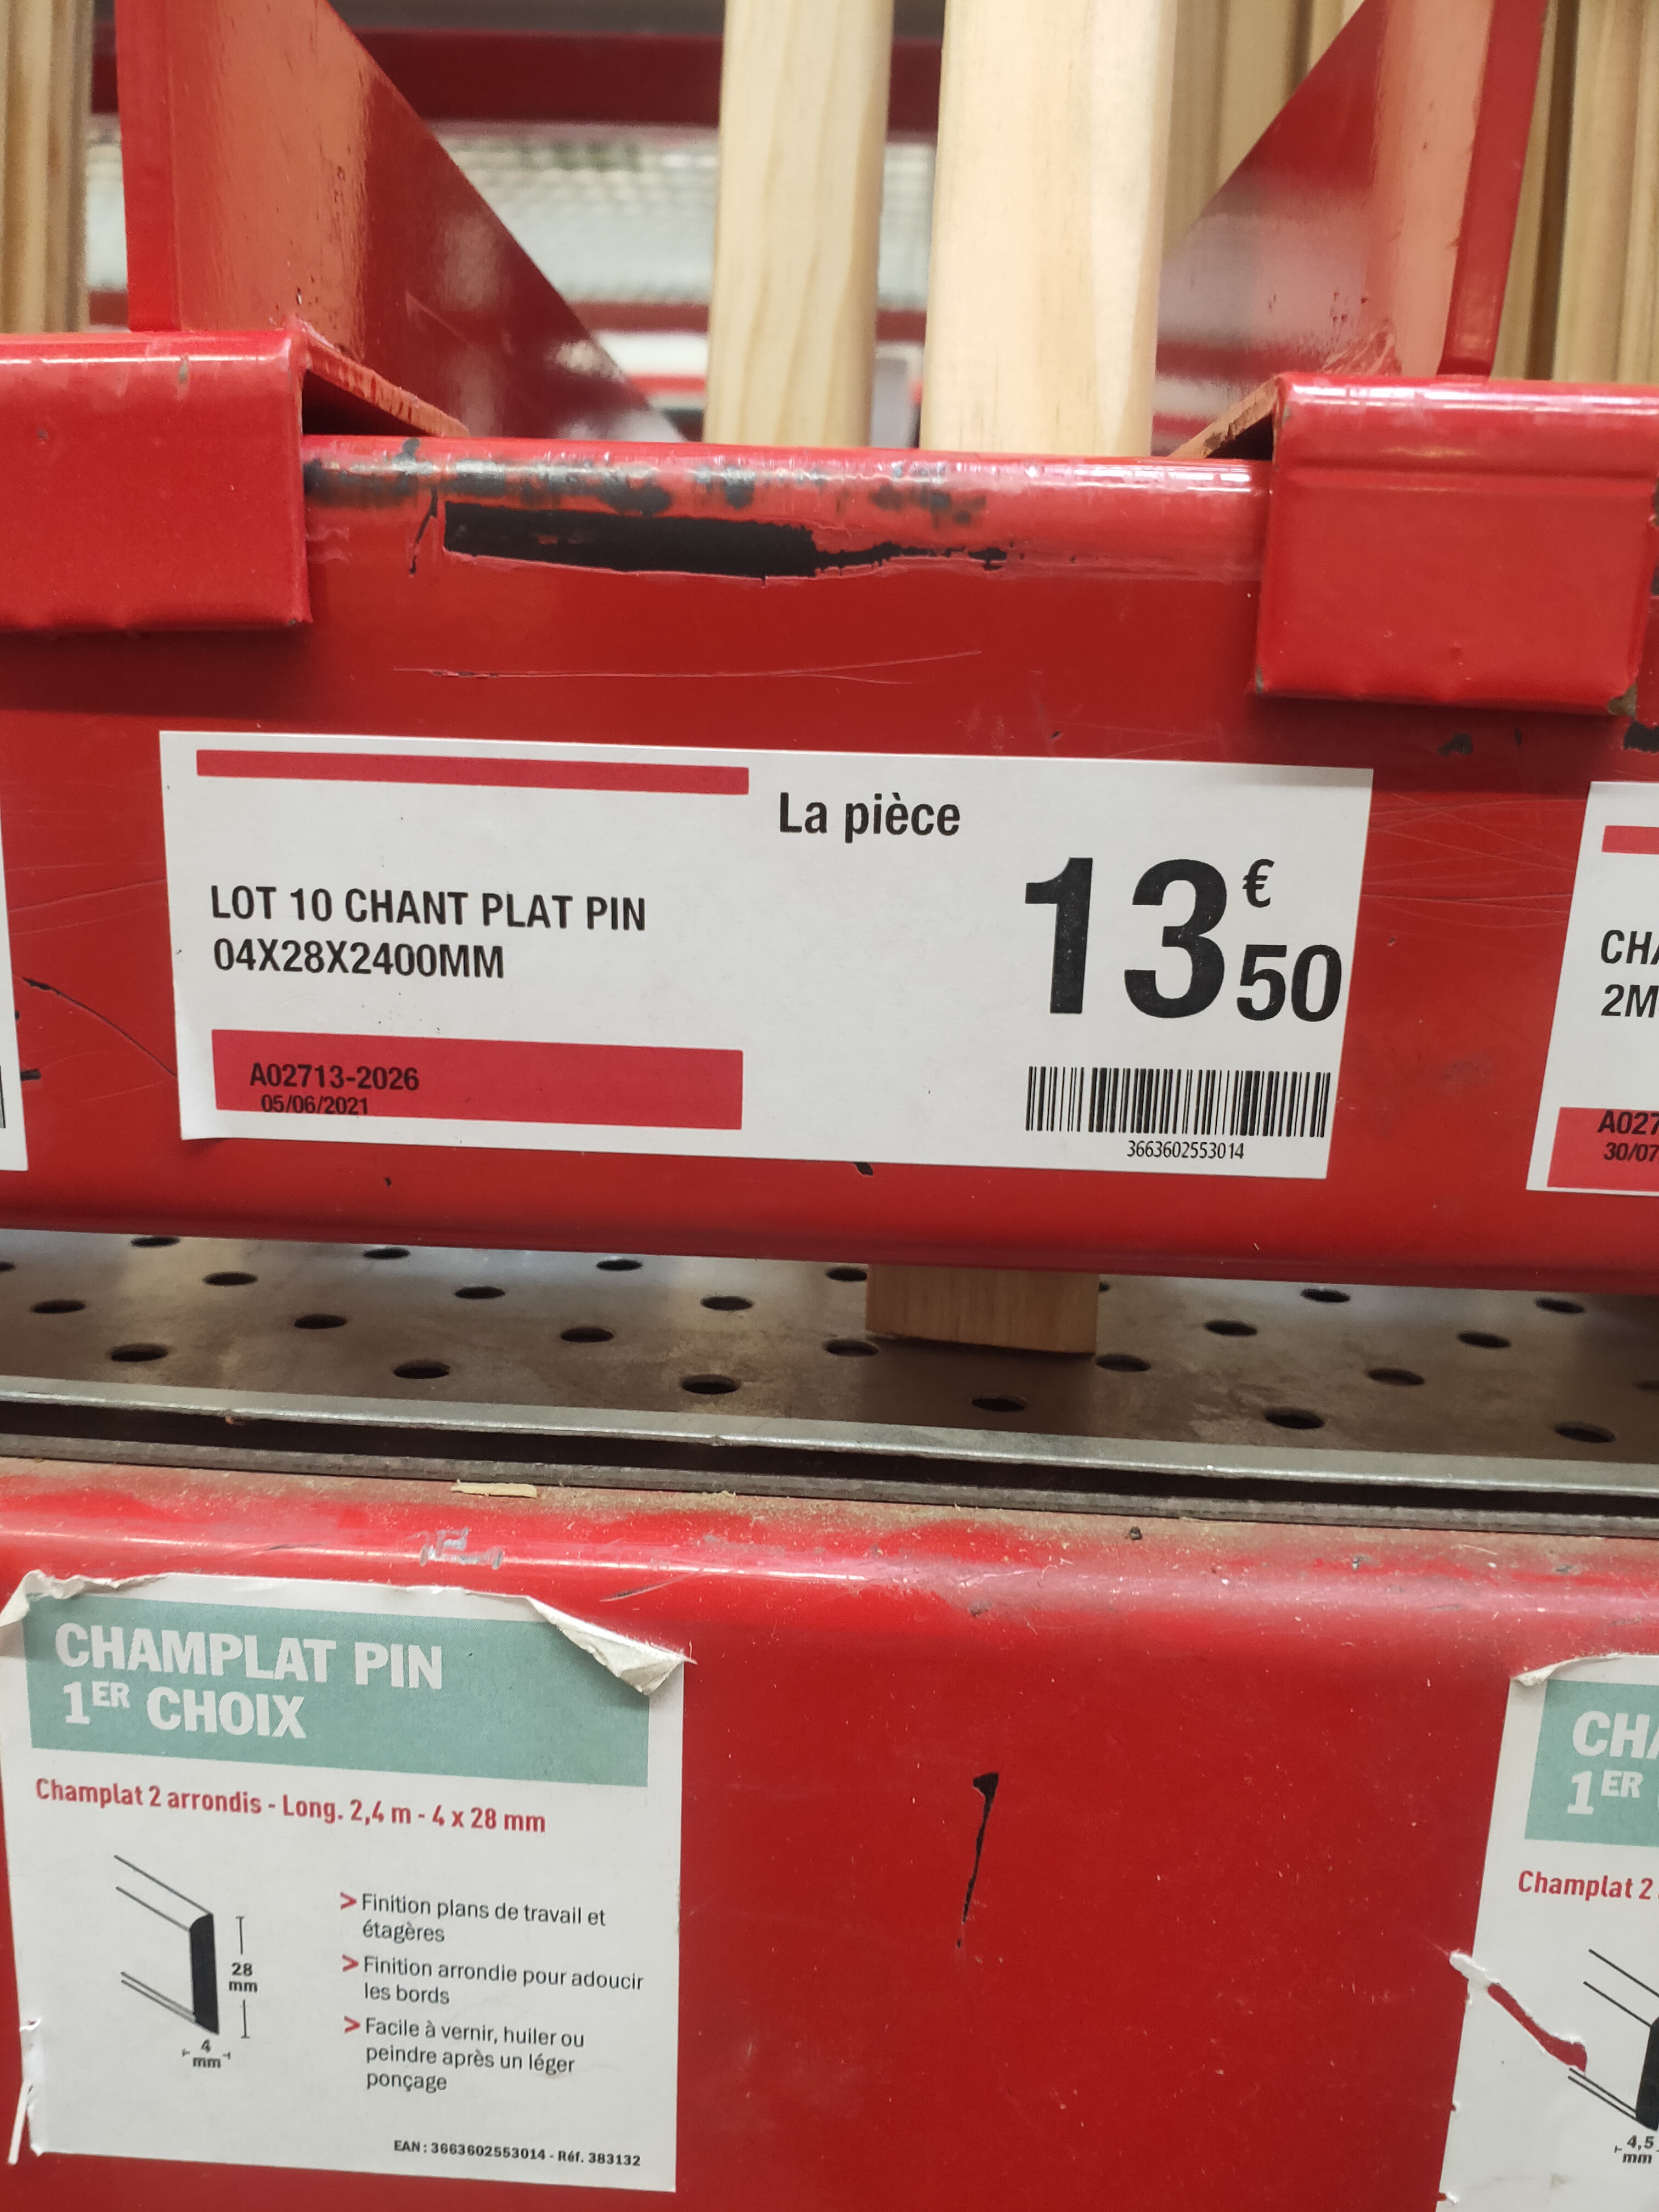 La pièce
LOT 10 CHANT PLAT PIN
04X28X2400MM
13€50
A02713-2026
05/06/2021
3663602553014
CHA
2M
A027
30/07
CHAMPLAT PIN
1ER CHOIX
Champlat 2 arrondis - Long. 2,4 m - 4 x 28 mm
28
mm
4
mm
> Finition plans de travail et
étagères
> Finition arrondie pour adoucir
les bords
> Facile à vernir, huiler ou
peindre après un léger
ponçage
EAN : 3663602553014 - Réf. 383132
CHA
1ER
Champlat 2
4,5
mm